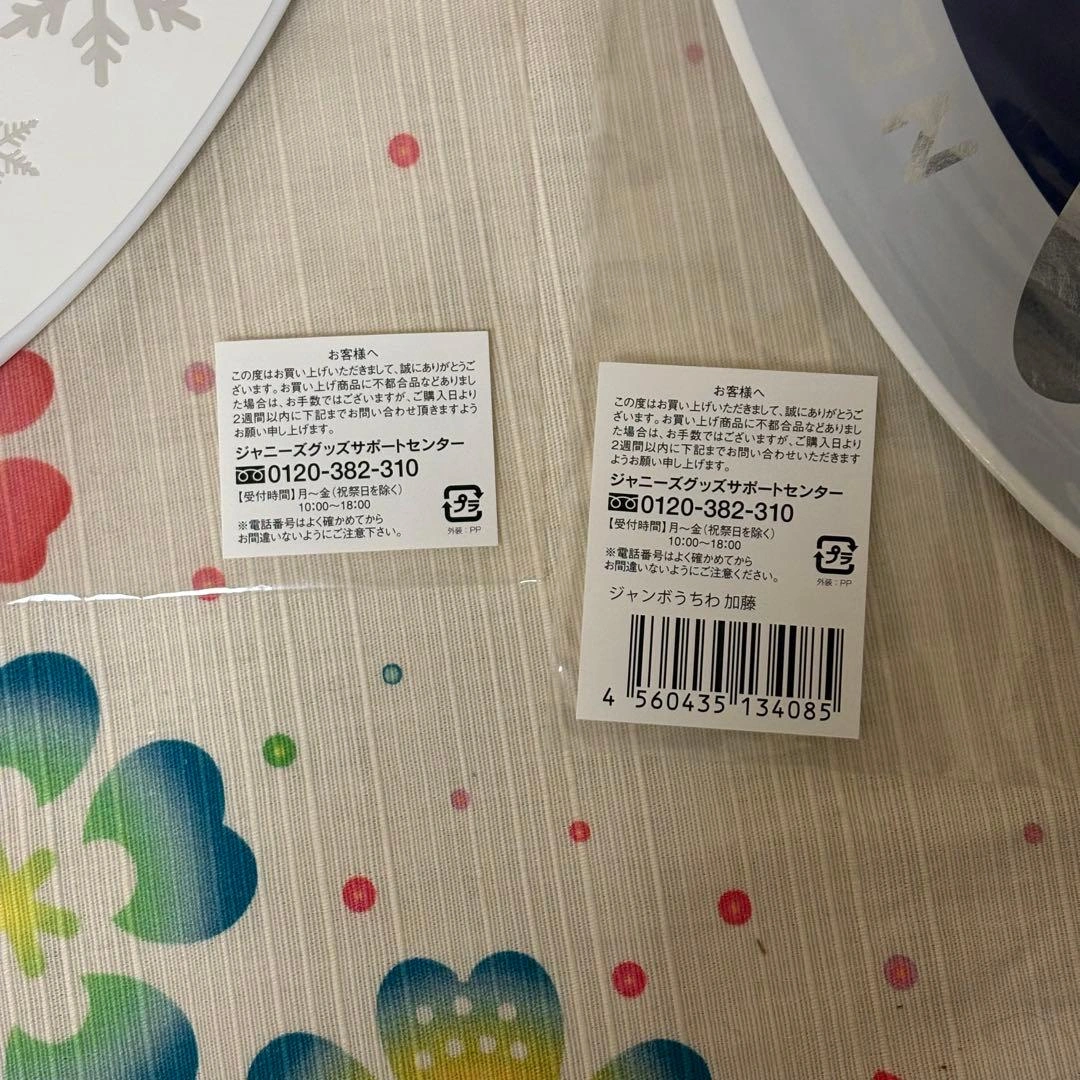 お客様へ
この度はお買い上げいただきまして、誠にありがとうご
ざいます。お買い上げ商品に不都合品などありまし
た場合は、お手数ではございますが、ご購入日より
2週間以内に下記までお問い合わせ頂きますよう
お願い申し上げます。
ジャニーズグッズサポートセンター
0120-382-310
【受付時間】月〜金(祝祭日を除く)
10:00〜18:00
※電話番号はよく確かめてから
お間違いないようにご注意下さい。
プラ
外装:PP
お客様へ
この度はお買い上げいただきまして、誠にありがとうご
ざいます。お買い上げ商品に不都合品などありまし
た場合は、お手数ではございますが、ご購入日より
2週間以内に下記までお問い合わせいただきます
ようお願い申し上げます。
ジャニーズグッズサポートセンター
0120-382-310
【受付時間】月〜金(祝祭日を除く)
10:00〜18:00
※電話番号はよく確かめてから
お間違いないようにご注意ください。
プラ
外装:PP
ジャンボうちわ 加藤
4 560435 134085